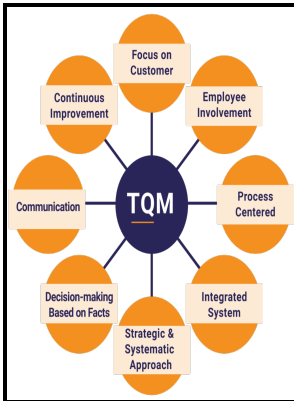 Focus on
Customer
Employee
Involvement
Process
Centered
Integrated
System
Strategic &
Systematic
Approach
Decision-making
Based on Facts
Communication
Continuous
Improvement
TQM